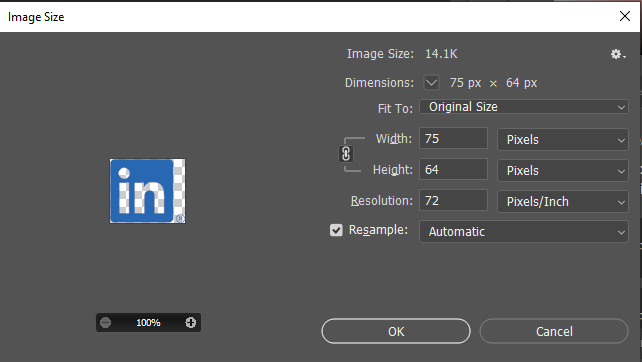 Image Size
Image Size: 14.1K
Dimensions: 75 px × 64 px
Fit To: Original Size
Width: 75 Pixels
in
Height: 64 Pixels
Resolution: 72 Pixels/Inch
Resample: Automatic
100%
OK Cancel